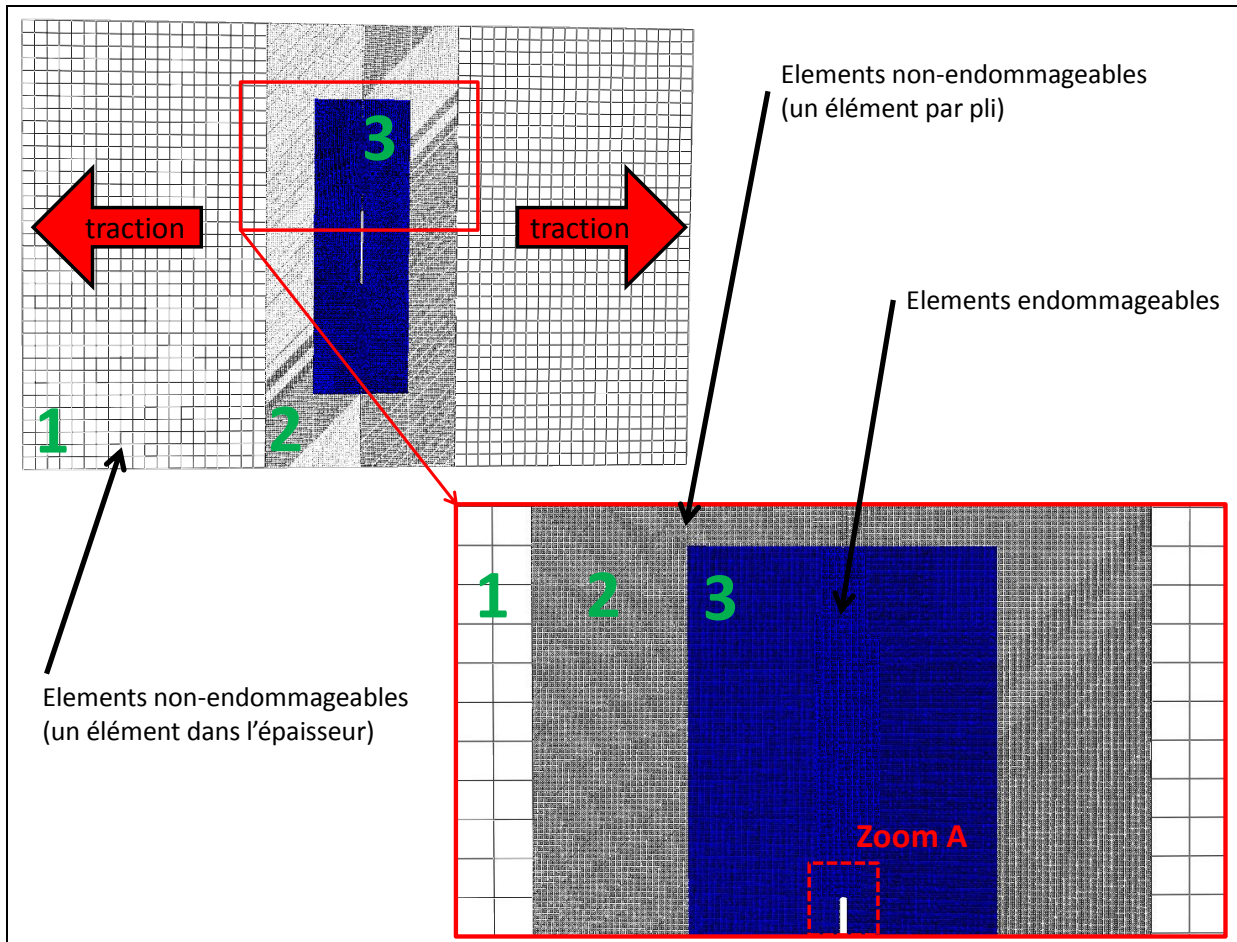 Elements non-endommageables
(un élément par pli)
3
traction
traction
Elements endommageables
1
2
1
2
3
Elements non-endommageables
(un élément dans l'épaisseur)
Zoom A